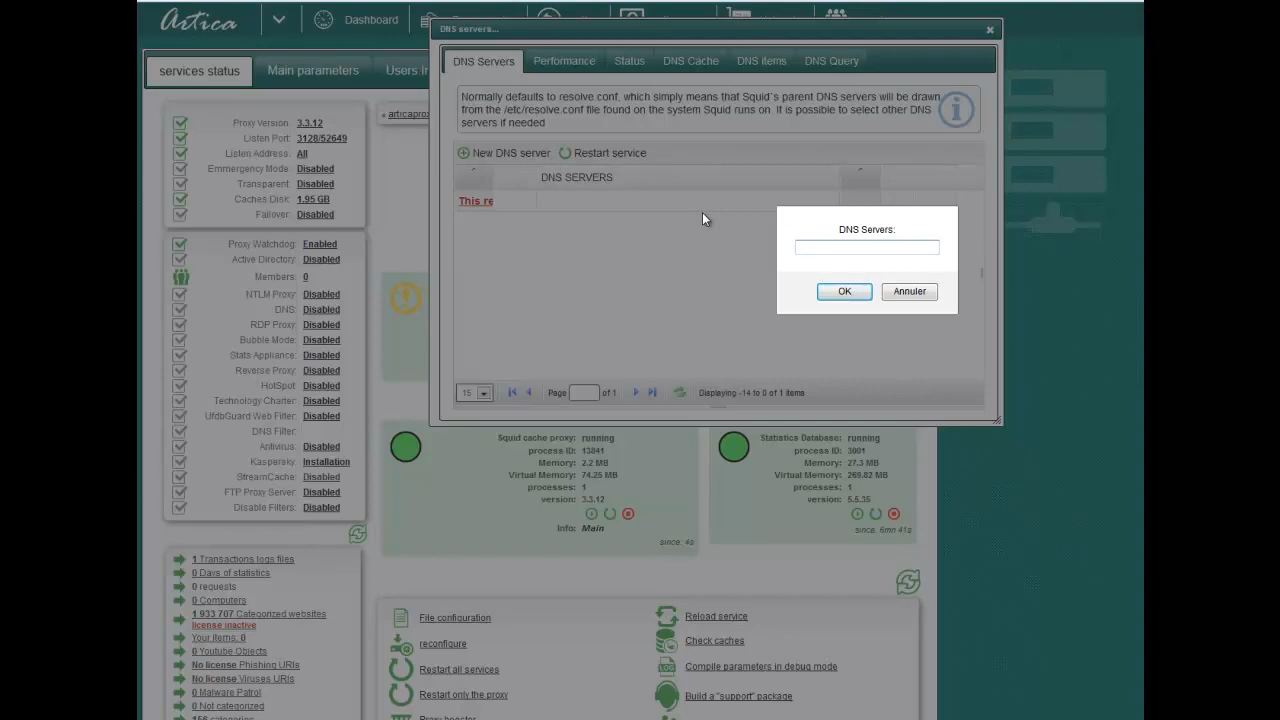 Artica
Dashboard
DNS servers...
services status
Main parameters
Users In
DNS Servers
Performance
Status
DNS Cache
DNS items
DNS Query
Normally defaults to resolve.conf, which simply means that Squid`s parent DNS servers will be drawn
from the /etc/resolve.conf file found on the system Squid runs on. It is possible to select other DNS
servers if needed
« articaprox
Proxy Version: 3.3.12
Listen Port: 3128/52649
Listen Address: All
Emmergency Mode: Disabled
Transparent: Disabled
Caches Disk: 1.95 GB
Failover: Disabled
New DNS server
Restart service
DNS SERVERS
This re
DNS Servers:
OK
Annuler
Proxy Watchdog: Enabled
Active Directory: Disabled
Members: 0
NTLM Proxy: Disabled
DNS: Disabled
RDP Proxy: Disabled
Bubble Mode: Disabled
Stats Appliance: Disabled
Reverse Proxy: Disabled
HotSpot: Disabled
Technology Charter: Disabled
UfdbGuard Web Filter: Disabled
DNS Filter:
Antivirus: Disabled
Kaspersky: Installation
StreamCache: Disabled
FTP Proxy Server: Disabled
Disable Filters: Disabled
15
Page
of 1
Displaying -14 to 0 of 1 items
Squid cache proxy: running
process ID: 13841
Memory: 2.2 MB
Virtual Memory: 74.25 MB
processes: 1
version: 3.3.12
Info: Main
since: 4s
Statistics Database: running
process ID: 3001
Memory: 27.3 MB
Virtual Memory: 269.82 MB
processes: 1
version: 5.5.35
since: 6mn 41s
1 Transactions logs files
0 Days of statistics
0 requests
0 Computers
1 933 707 Categorized websites
license inactive
Your items: 0
0 Youtube Objects
No license Phishing URIs
No license Viruses URIs
0 Malware Patrol
0 Not categorized
156 categories
File configuration
reconfigure
Restart all services
Restart only the proxy
Proxy booster
Reload service
Check caches
Compile parameters in debug mode
Build a "support" package